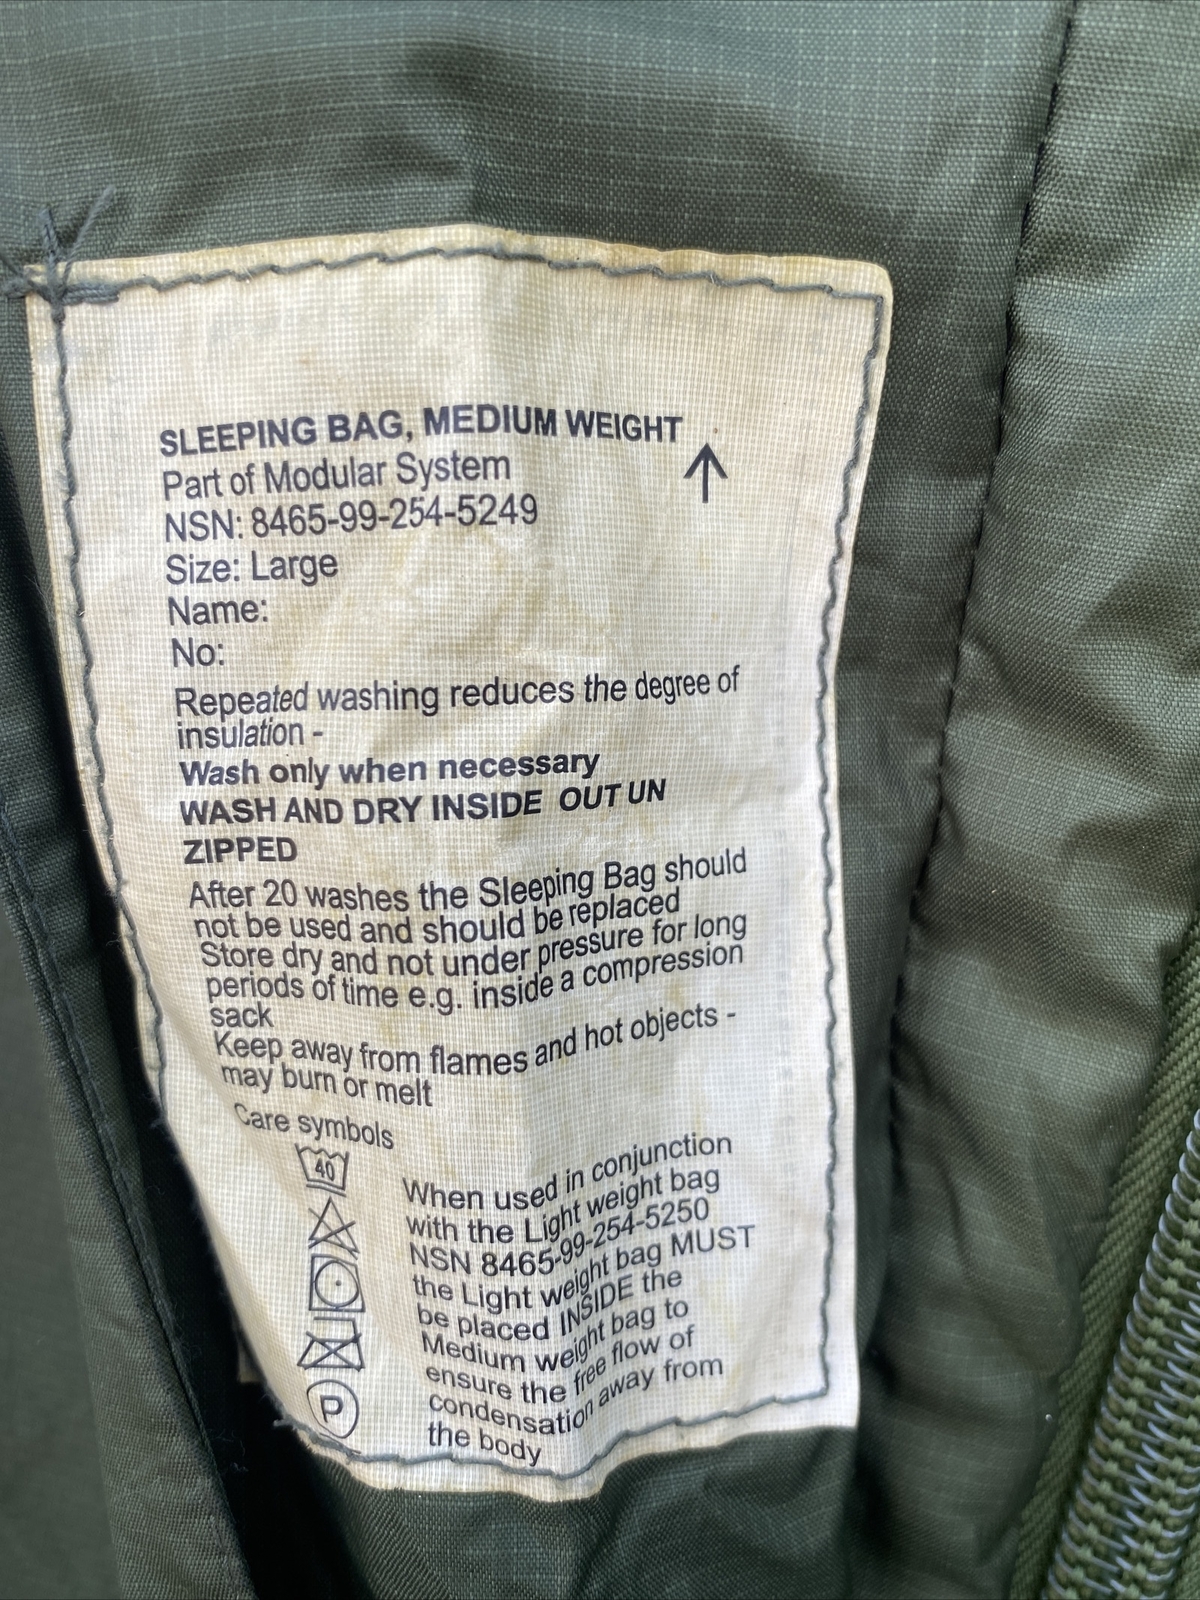 SLEEPING BAG, MEDIUM WEIGHT
Part of Modular System
NSN: 8465-99-254-5249
Size: Large
Name:
No:
Repeated washing reduces the degree of
insulation -
Wash only when necessary
WASH AND DRY INSIDE OUT UN
ZIPPED
After 20 washes the Sleeping Bag should
not be used and should be replaced
Store dry and not under pressure for long
periods of time e.g. inside a compression
sack
Keep away from flames and hot objects -
may burn or melt
Care symbols
40
P
When used in conjunction
with the Light weight bag
NSN 8465-99-254-5250
the Light weight bag MUST
be placed INSIDE the
Medium weight bag to
ensure the free flow of
condensation away from
the body